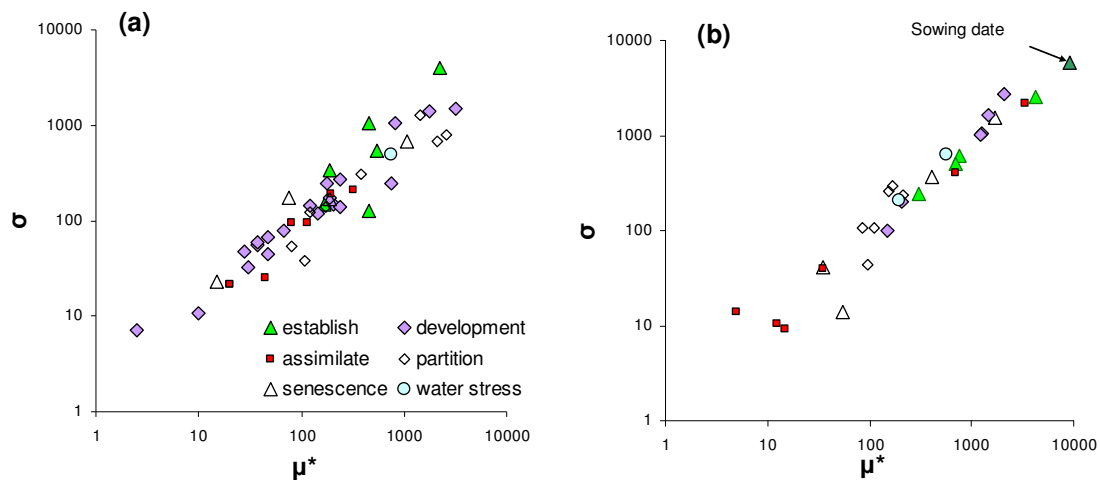 (a)
10000
1000
100
10
1
σ
1 10 100 1000 10000
μ*
establish development
assimilate partition
senescence water stress
(b)
Sowing date
10000
1000
100
10
1
σ
1 10 100 1000 10000
μ*